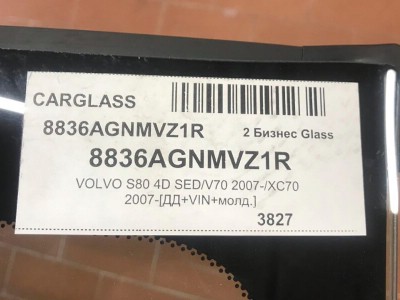 CARGLASS
8836AGNMVZ1R 2 Бизнес Glass
8836AGNMVZ1R
VOLVO S80 4D SED/V70 2007-/XC70
2007-[ДД+VIN+молд.]
3827